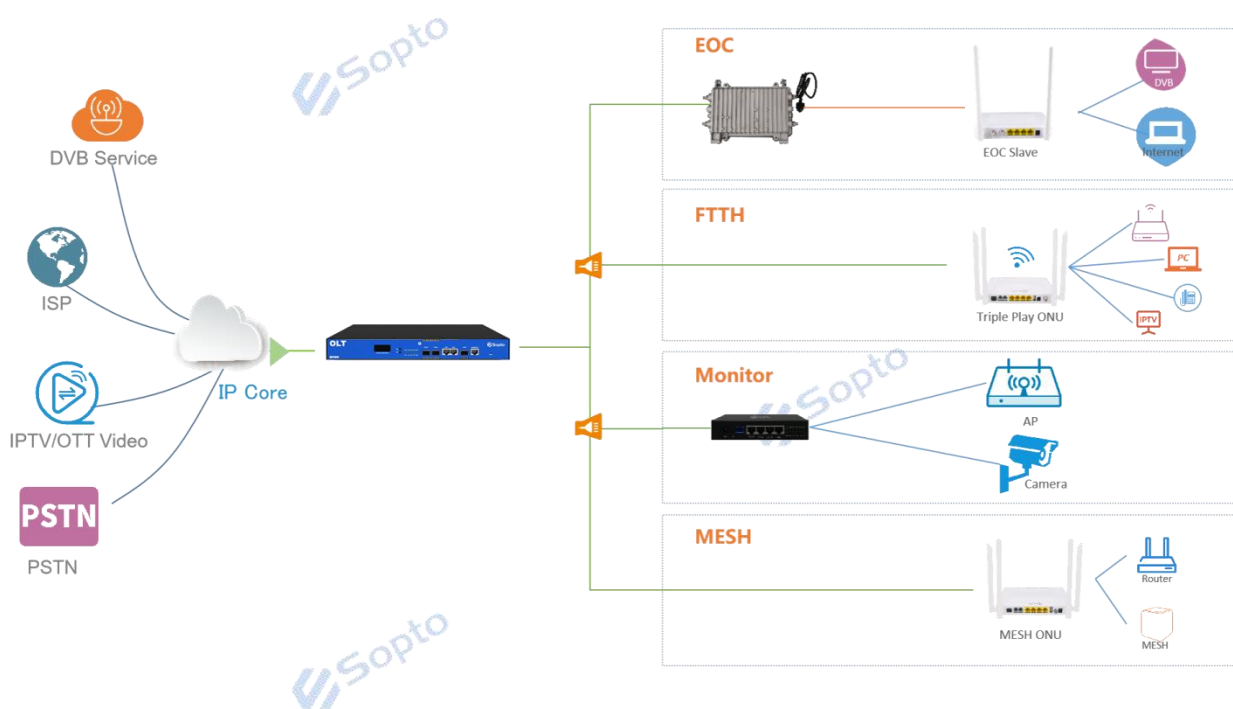 Sopto
DVB Service
ISP
IPTV/OTT Video
PSTN
PSTN
IP Core
OLT
Sopto
EOC
EOC Slave
DVB
Internet
FTTH
Triple Play ONU
PC
IPTV
Monitor
Sopto
AP
Camera
MESH
MESH ONU
Router
MESH
Sopto